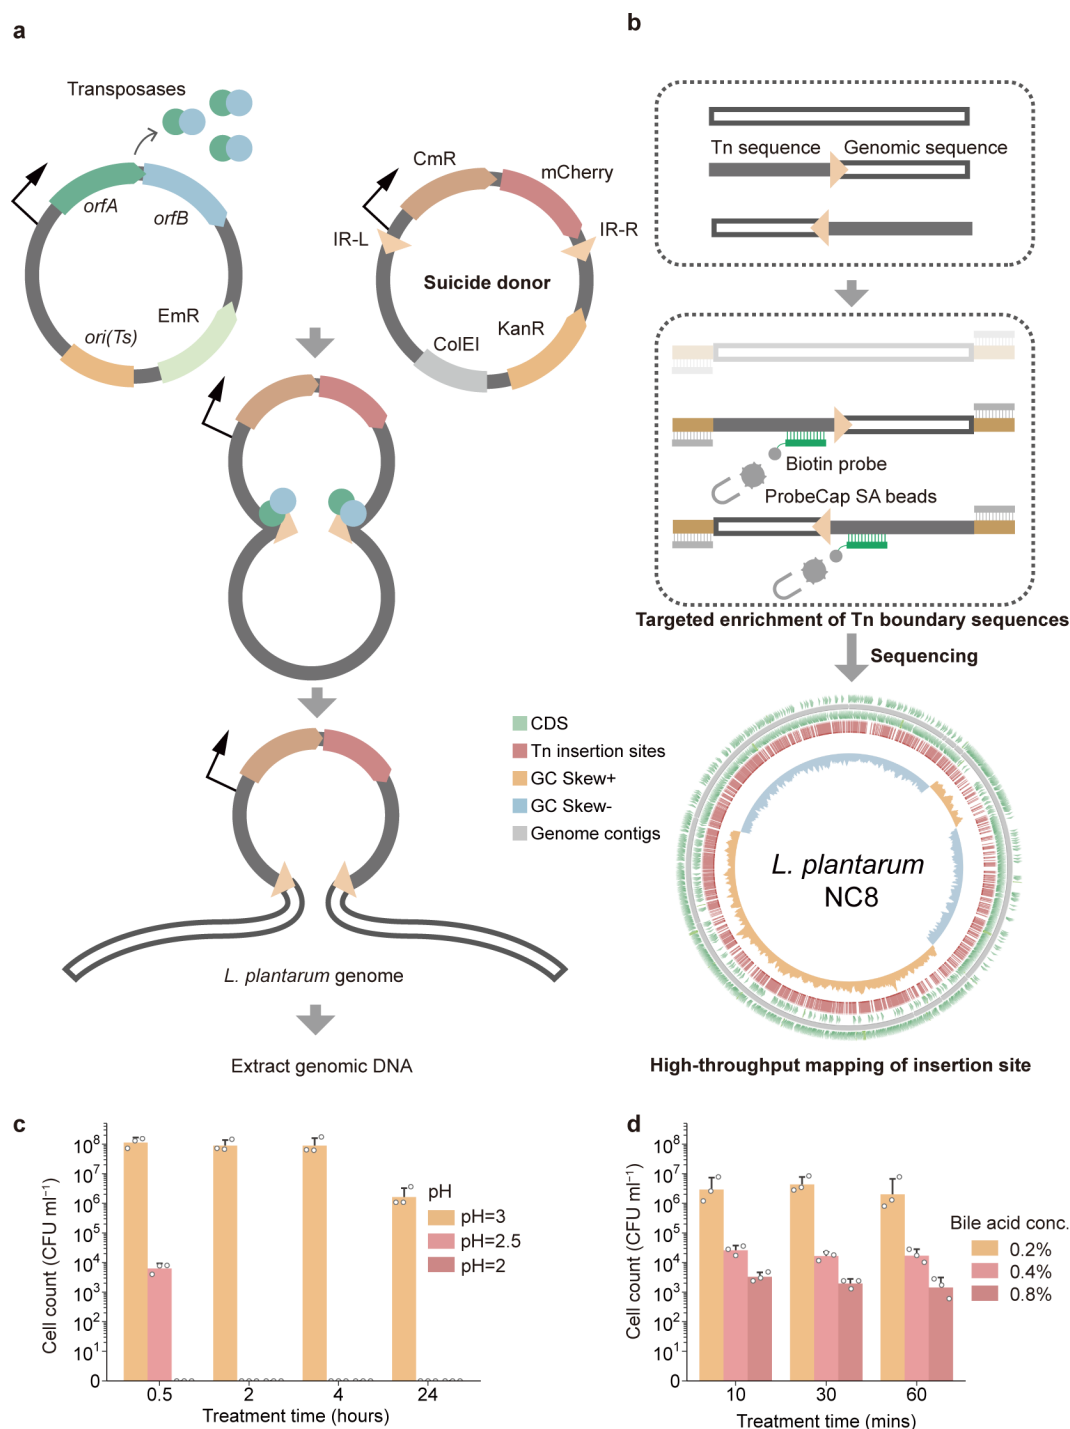 a
Transposases
orfA
orfB
EmR
ori(Ts)
CmR
mCherry
IR-L
IR-R
Suicide donor
KanR
ColEI
L. plantarum genome
Extract genomic DNA
b
Tn sequence
Genomic sequence
Biotin probe
ProbeCap SA beads
Targeted enrichment of Tn boundary sequences
Sequencing
CDS
Tn insertion sites
GC Skew+
GC Skew-
Genome contigs
L. plantarum
NC8
High-throughput mapping of insertion site
c
Cell count (CFU ml⁻¹)
10⁸
10⁷
10⁶
10⁵
10⁴
10³
10²
10¹
0
0.5
2
4
24
Treatment time (hours)
pH
pH=3
pH=2.5
pH=2
d
Cell count (CFU ml⁻¹)
10⁸
10⁷
10⁶
10⁵
10⁴
10³
10²
10¹
0
10
30
60
Treatment time (mins)
Bile acid conc.
0.2%
0.4%
0.8%